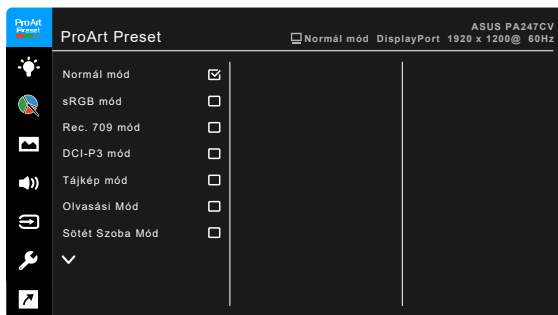 ProArt
Preset
ProArt Preset
ASUS PA247CV
Normál mód DisplayPort 1920 x 1200@ 60Hz
Normál mód
sRGB mód
Rec. 709 mód
DCI-P3 mód
Tájkép mód
Olvasási Mód
Sötét Szoba Mód